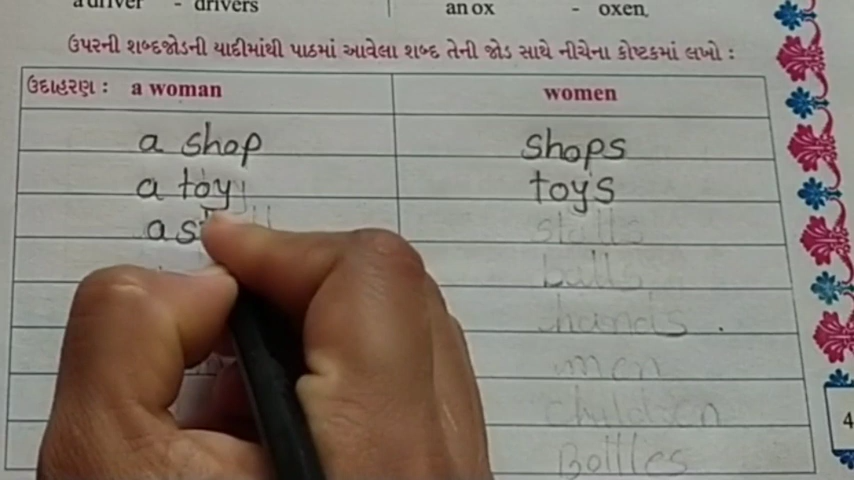 a driver - drivers an ox - oxen
ઉપરની શબ્દજોડની યાદીમાંથી પાઠમાં આવેલા શબ્દ તેની જોડ સાથે નીચેના કોષ્ટકમાં લખો :
ઉદાહરણ : a woman women
a shop shops
a toy toys
a s stalls
balls
hands .
men
children
Bottles
4